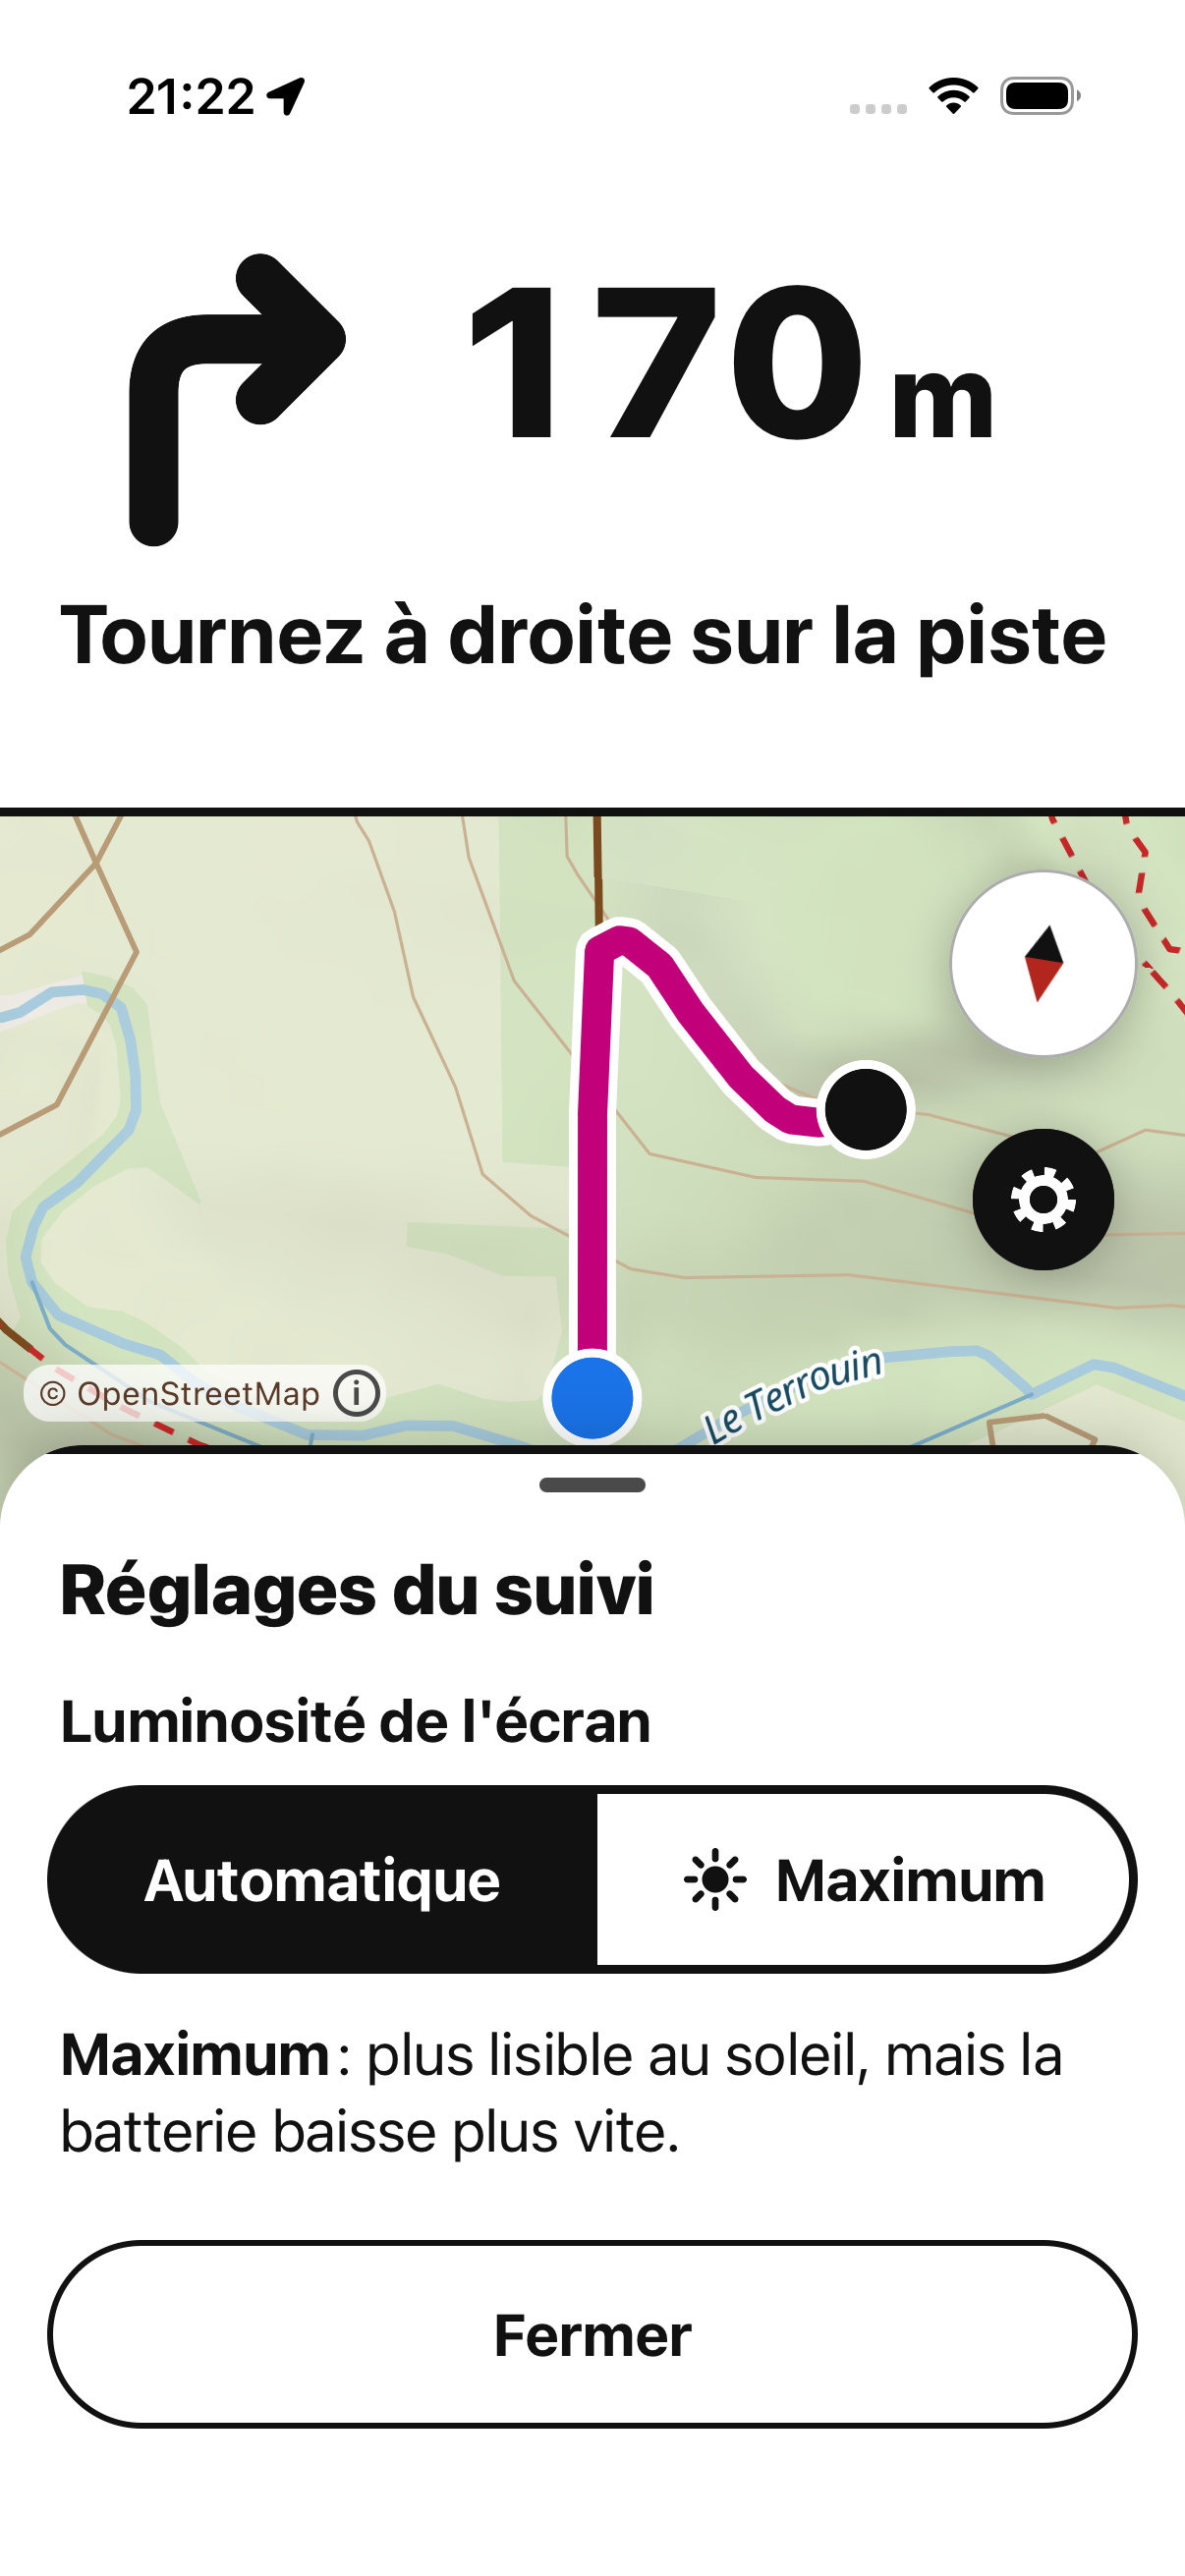 21:22
170 m
Tournez à droite sur la piste
© OpenStreetMap i
Le Terrouin
Réglages du suivi
Luminosité de l'écran
Automatique
Maximum
Maximum : plus lisible au soleil, mais la
batterie baisse plus vite.
Fermer